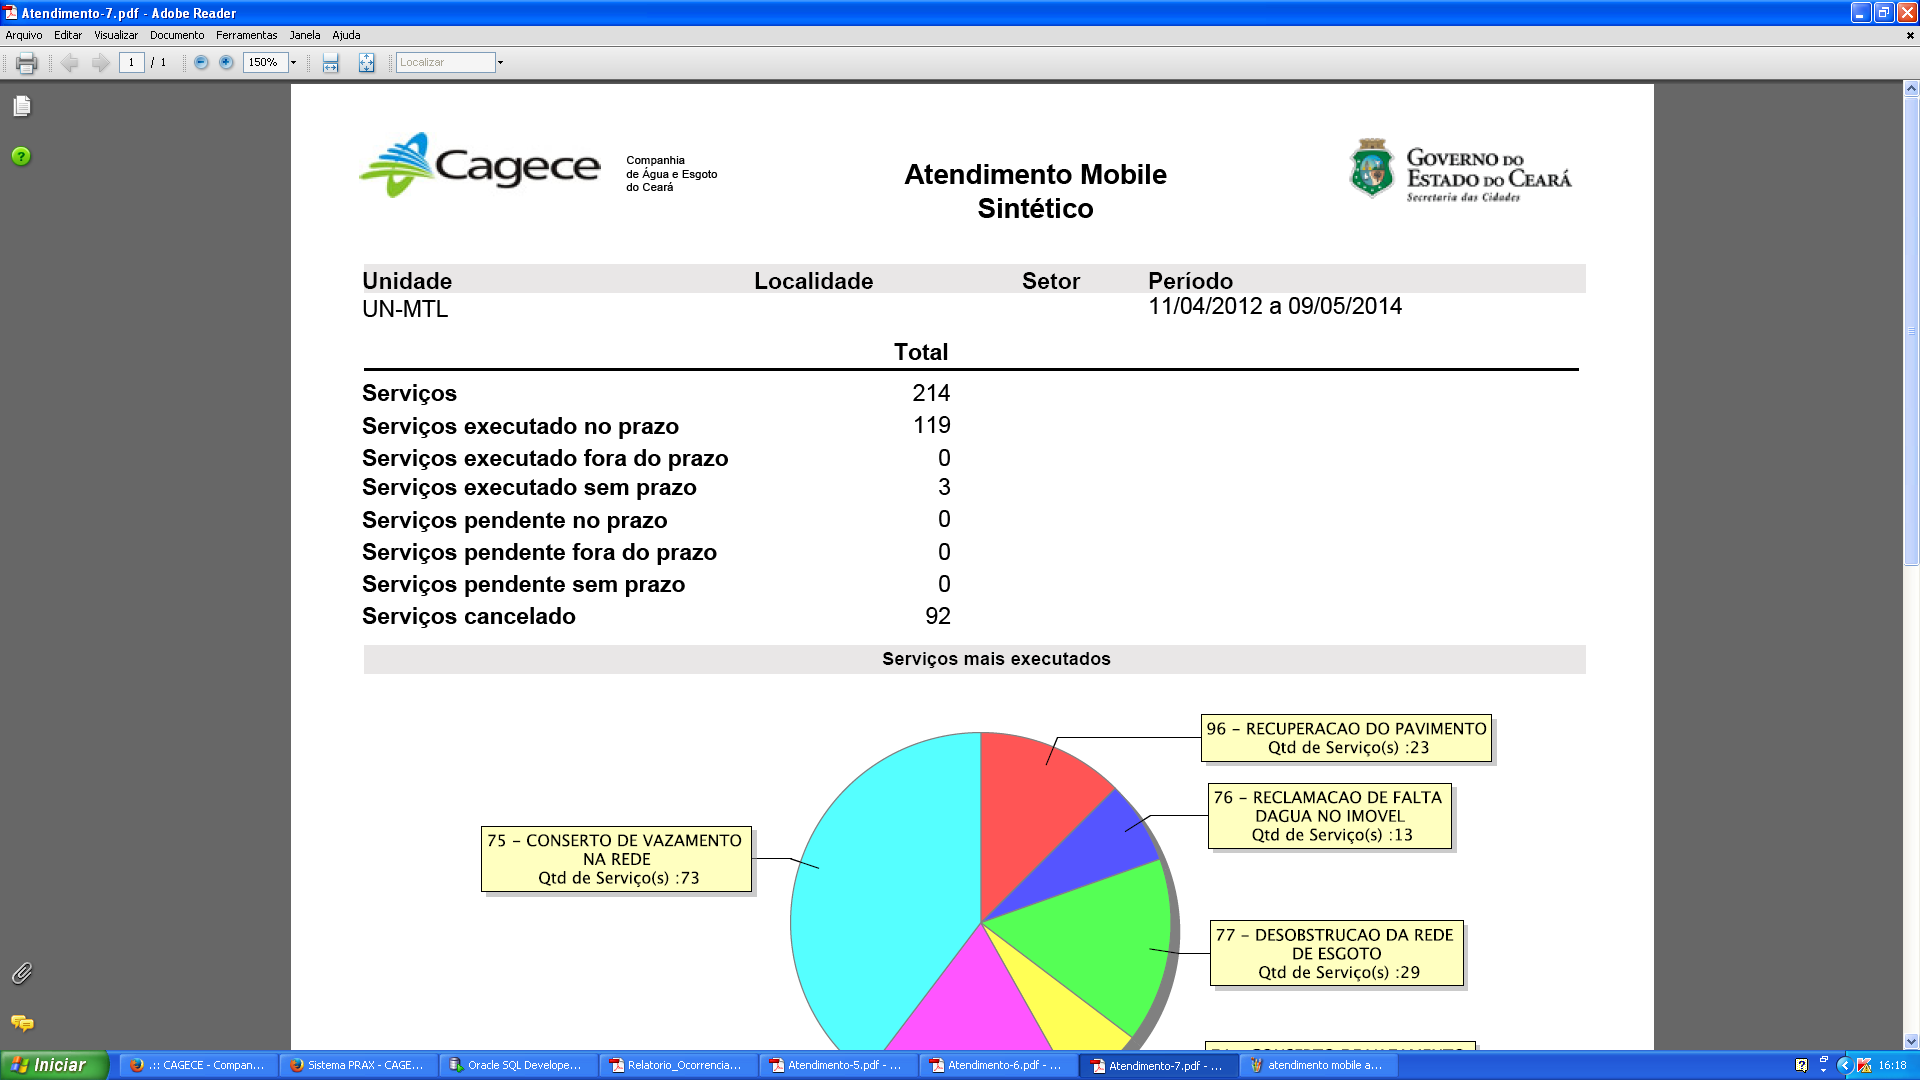 Atendimento-7.pdf - Adobe Reader
Arquivo Editar Visualizar Documento Ferramentas Janela Ajuda
1 / 1 150% Localizar
Cagece
Companhia
de Água e Esgoto
do Ceará
Atendimento Mobile
Sintético
GOVERNO DO
ESTADO DO CEARÁ
Secretaria das Cidades
Unidade Localidade Setor Período
UN-MTL 11/04/2012 a 09/05/2014
Total
Serviços 214
Serviços executado no prazo 119
Serviços executado fora do prazo 0
Serviços executado sem prazo 3
Serviços pendente no prazo 0
Serviços pendente fora do prazo 0
Serviços pendente sem prazo 0
Serviços cancelado 92
Serviços mais executados
96 - RECUPERACAO DO PAVIMENTO
Qtd de Serviço(s) :23
76 - RECLAMACAO DE FALTA
DAGUA NO IMOVEL
Qtd de Serviço(s) :13
75 - CONSERTO DE VAZAMENTO
NA REDE
Qtd de Serviço(s) :73
77 - DESOBSTRUCAO DA REDE
DE ESGOTO
Qtd de Serviço(s) :29
Iniciar
.:: CAGECE - Compan...
Sistema PRAX - CAGE...
Oracle SQL Develope...
Relatorio_Ocorrencia...
Atendimento-5.pdf - ...
Atendimento-6.pdf - ...
Atendimento-7.pdf - ...
atendimento mobile a...
16:18